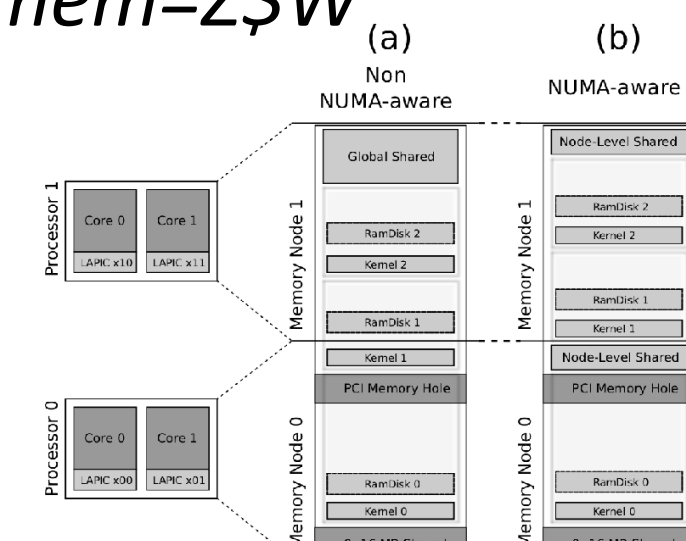 (a)
(b)
Non
NUMA-aware
NUMA-aware
Processor 1
Core 0
Core 1
LAPIC x10
LAPIC x11
Memory Node 1
Global Shared
RamDisk 2
Kernel 2
RamDisk 1
Kernel 1
PCI Memory Hole
Memory Node 1
Node-Level Shared
RamDisk 2
Kernel 2
RamDisk 1
Kernel 1
Node-Level Shared
PCI Memory Hole
Processor 0
Core 0
Core 1
LAPIC x00
LAPIC x01
Memory Node 0
RamDisk 0
Kernel 0
Memory Node 0
RamDisk 0
Kernel 0